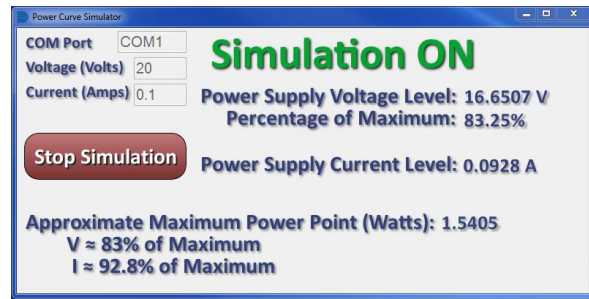 Power Curve Simulator
COM Port COM1
Voltage (Volts) 20
Current (Amps) 0.1
Stop Simulation
Simulation ON
Power Supply Voltage Level: 16.6507 V
Percentage of Maximum: 83.25%
Power Supply Current Level: 0.0928 A
Approximate Maximum Power Point (Watts): 1.5405
V ≈ 83% of Maximum
I ≈ 92.8% of Maximum